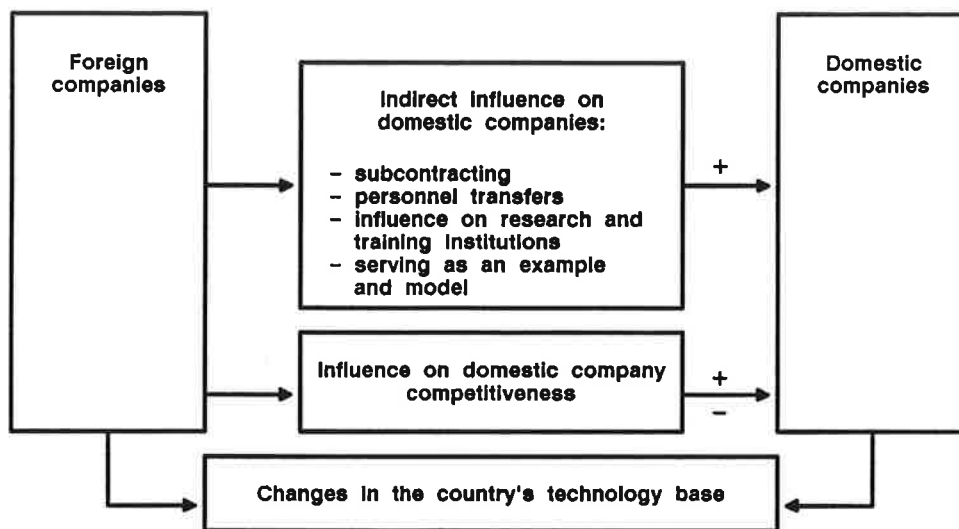 Foreign
companies
Indirect influence on
domestic companies:
– subcontracting
– personnel transfers
– influence on research and
training institutions
– serving as an example
and model
+
Domestic
companies
Influence on domestic company
competitiveness
+
–
Changes in the country's technology base